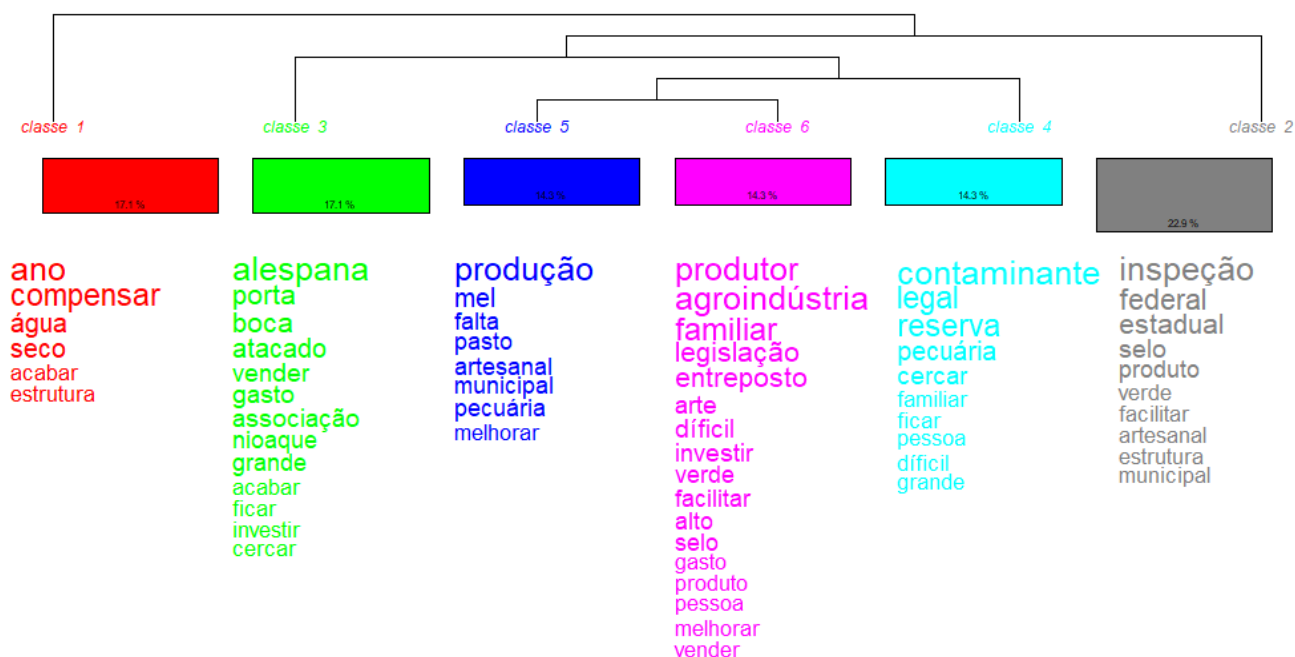 classe 1
classe 3
classe 5
classe 6
classe 4
classe 2
17.1 %
17.1 %
14.3 %
14.3 %
14.3 %
22.9 %
ano
compensar
água
seco
acabar
estrutura
alespana
porta
boca
atacado
vender
gasto
associação
nioaque
grande
acabar
ficar
investir
cercar
produção
mel
falta
pasto
artesanal
municipal
pecuária
melhorar
produtor
agroindústria
familiar
legislação
entreposto
arte
díficil
investir
verde
facilitar
alto
selo
gasto
produto
pessoa
melhorar
vender
contaminante
legal
reserva
pecuária
cercar
familiar
ficar
pessoa
díficil
grande
inspeção
federal
estadual
selo
produto
verde
facilitar
artesanal
estrutura
municipal